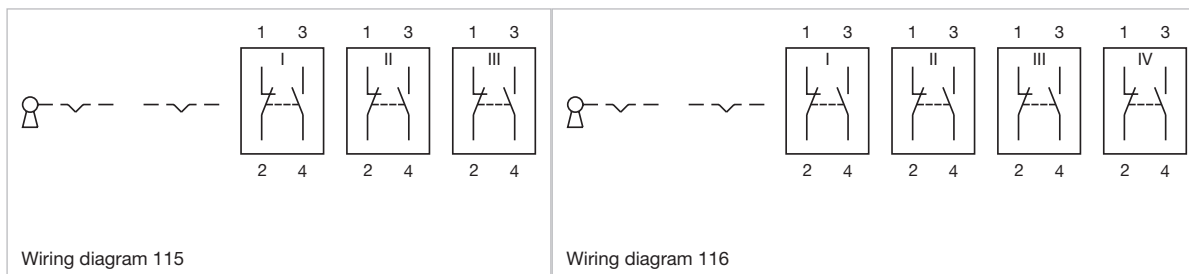 1 3 1 3 1 3
I II III
2 4 2 4 2 4
Wiring diagram 115
1 3 1 3 1 3 1 3
I II III IV
2 4 2 4 2 4 2 4
Wiring diagram 116